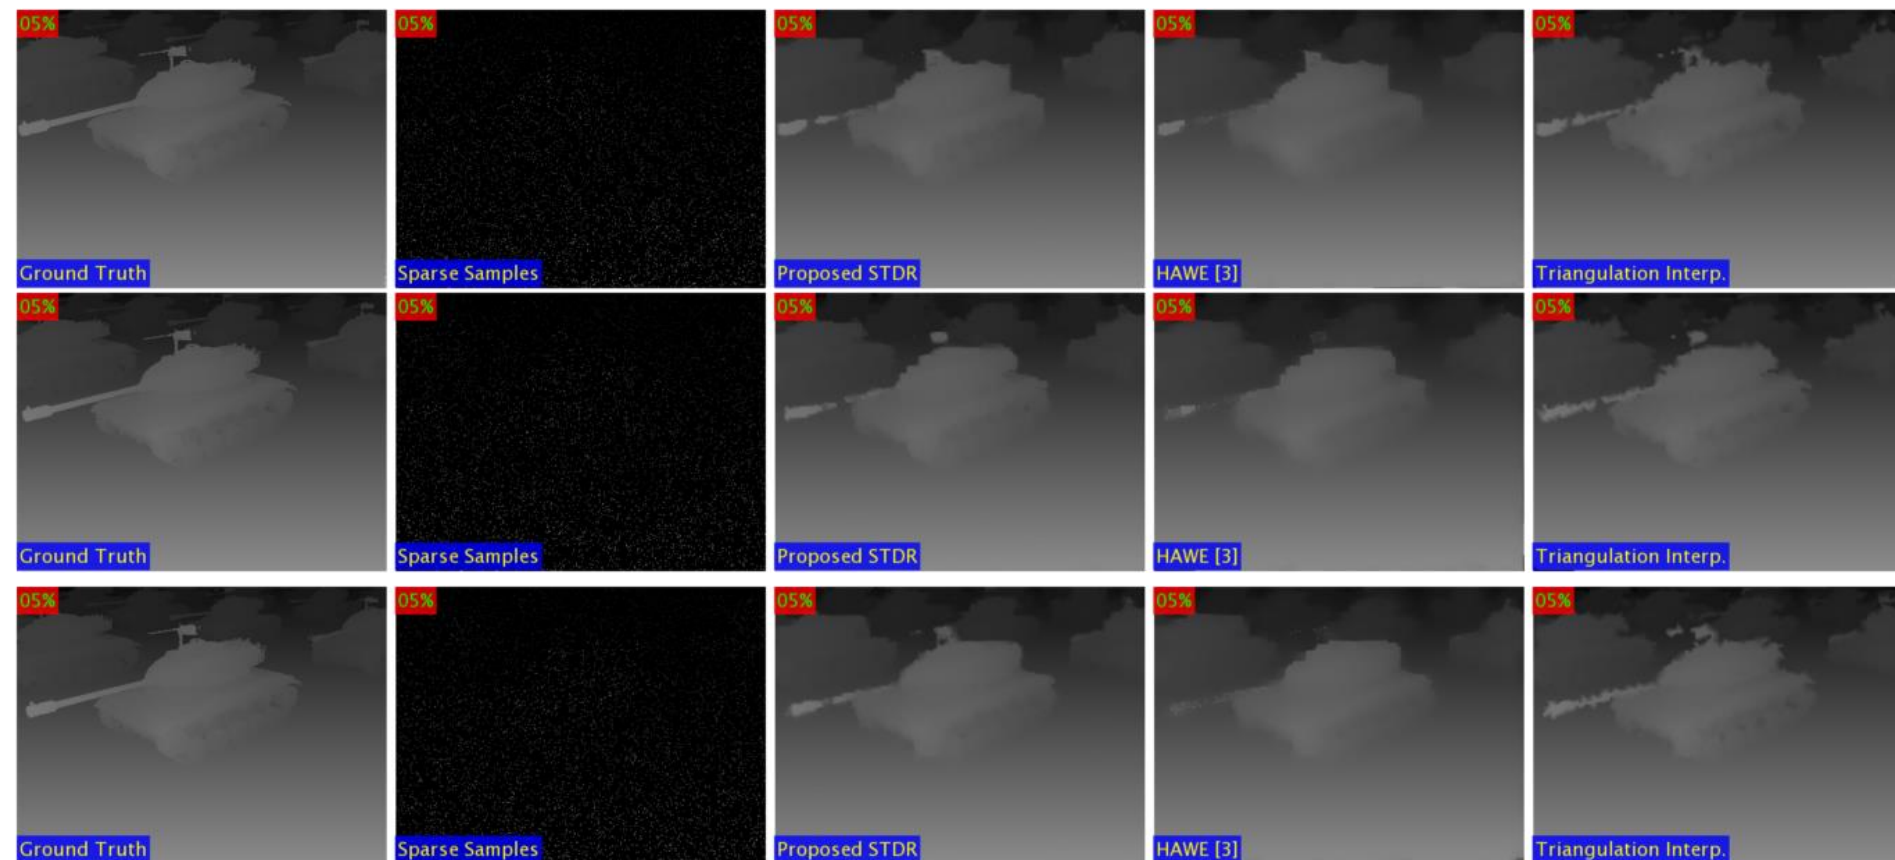 05%
05%
05%
05%
05%
Ground Truth
Sparse Samples
Proposed STDR
HAWE [3]
Triangulation Interp.
05%
05%
05%
05%
05%
Ground Truth
Sparse Samples
Proposed STDR
HAWE [3]
Triangulation Interp.
05%
05%
05%
05%
05%
Ground Truth
Sparse Samples
Proposed STDR
HAWE [3]
Triangulation Interp.